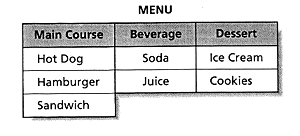 MENU
Main Course Beverage Dessert
Hot Dog Soda Ice Cream
Hamburger Juice Cookies
Sandwich